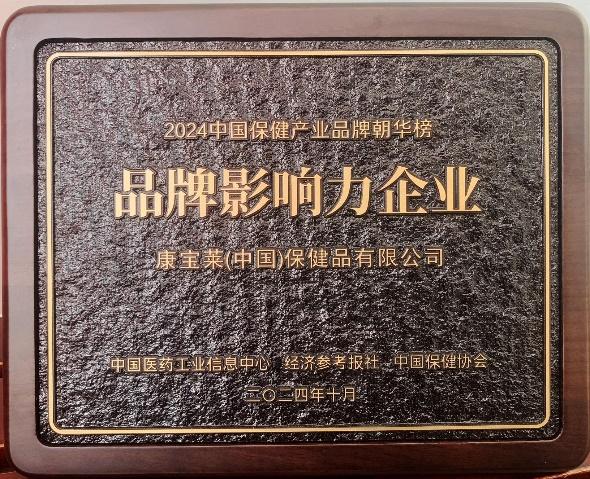 2024中国保健产业品牌朝华榜
品牌影响力企业
康宝莱(中国)保健品有限公司
中国医药工业信息中心 经济参考报社 中国保健协会
二〇二四年十月